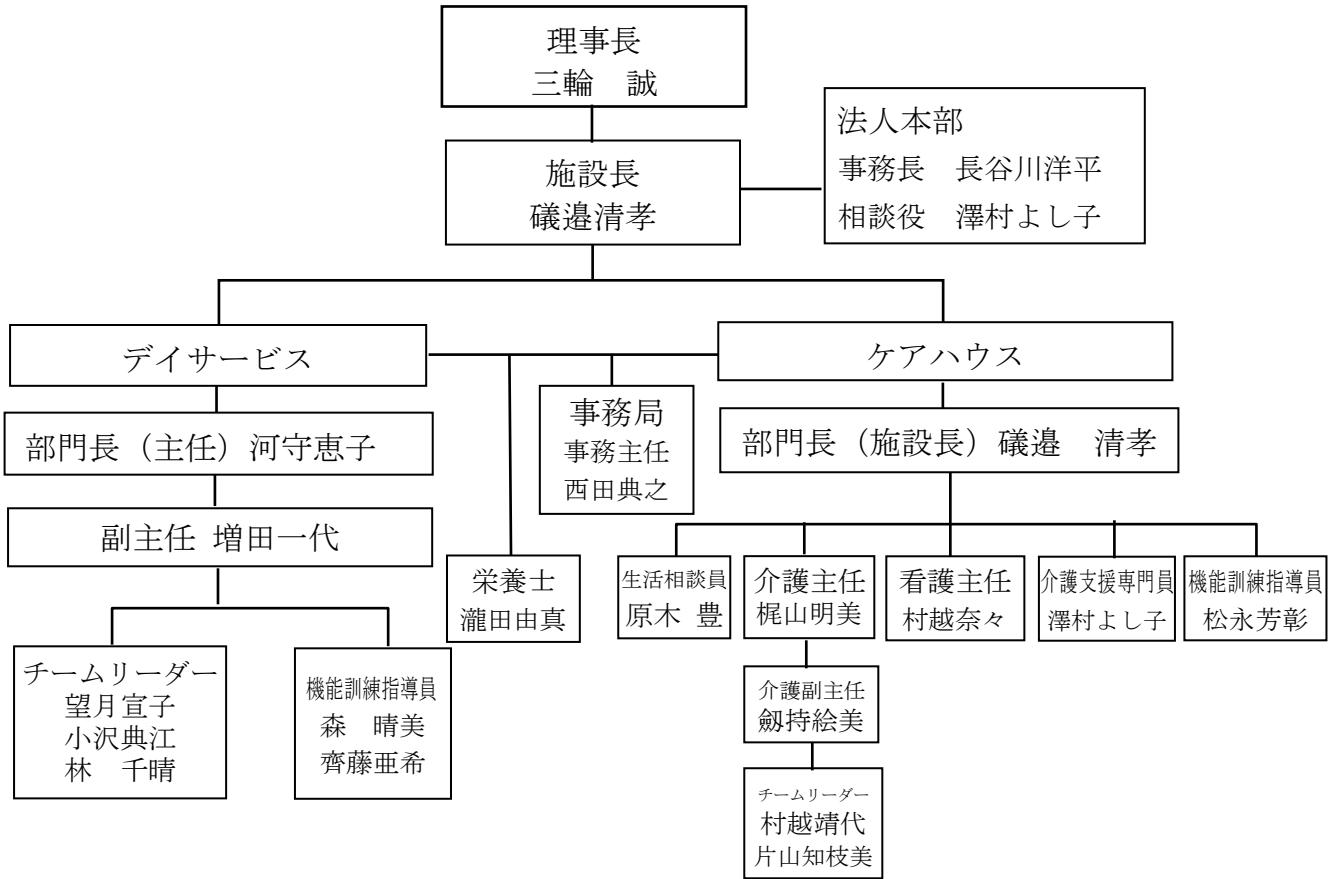 理事長
三輪　誠
法人本部
事務長　長谷川洋平
相談役　澤村よし子
施設長
礒邉清孝
デイサービス
ケアハウス
部門長（主任）河守恵子
事務局
事務主任
西田典之
部門長（施設長）礒邉　清孝
副主任 増田一代
栄養士
瀧田由真
生活相談員
原木 豊
介護主任
梶山明美
看護主任
村越奈々
介護支援専門員
澤村よし子
機能訓練指導員
松永芳彰
チームリーダー
望月宣子
小沢典江
林　千晴
機能訓練指導員
森　晴美
齊藤亜希
介護副主任
劔持絵美
チームリーダー
村越靖代
片山知枝美